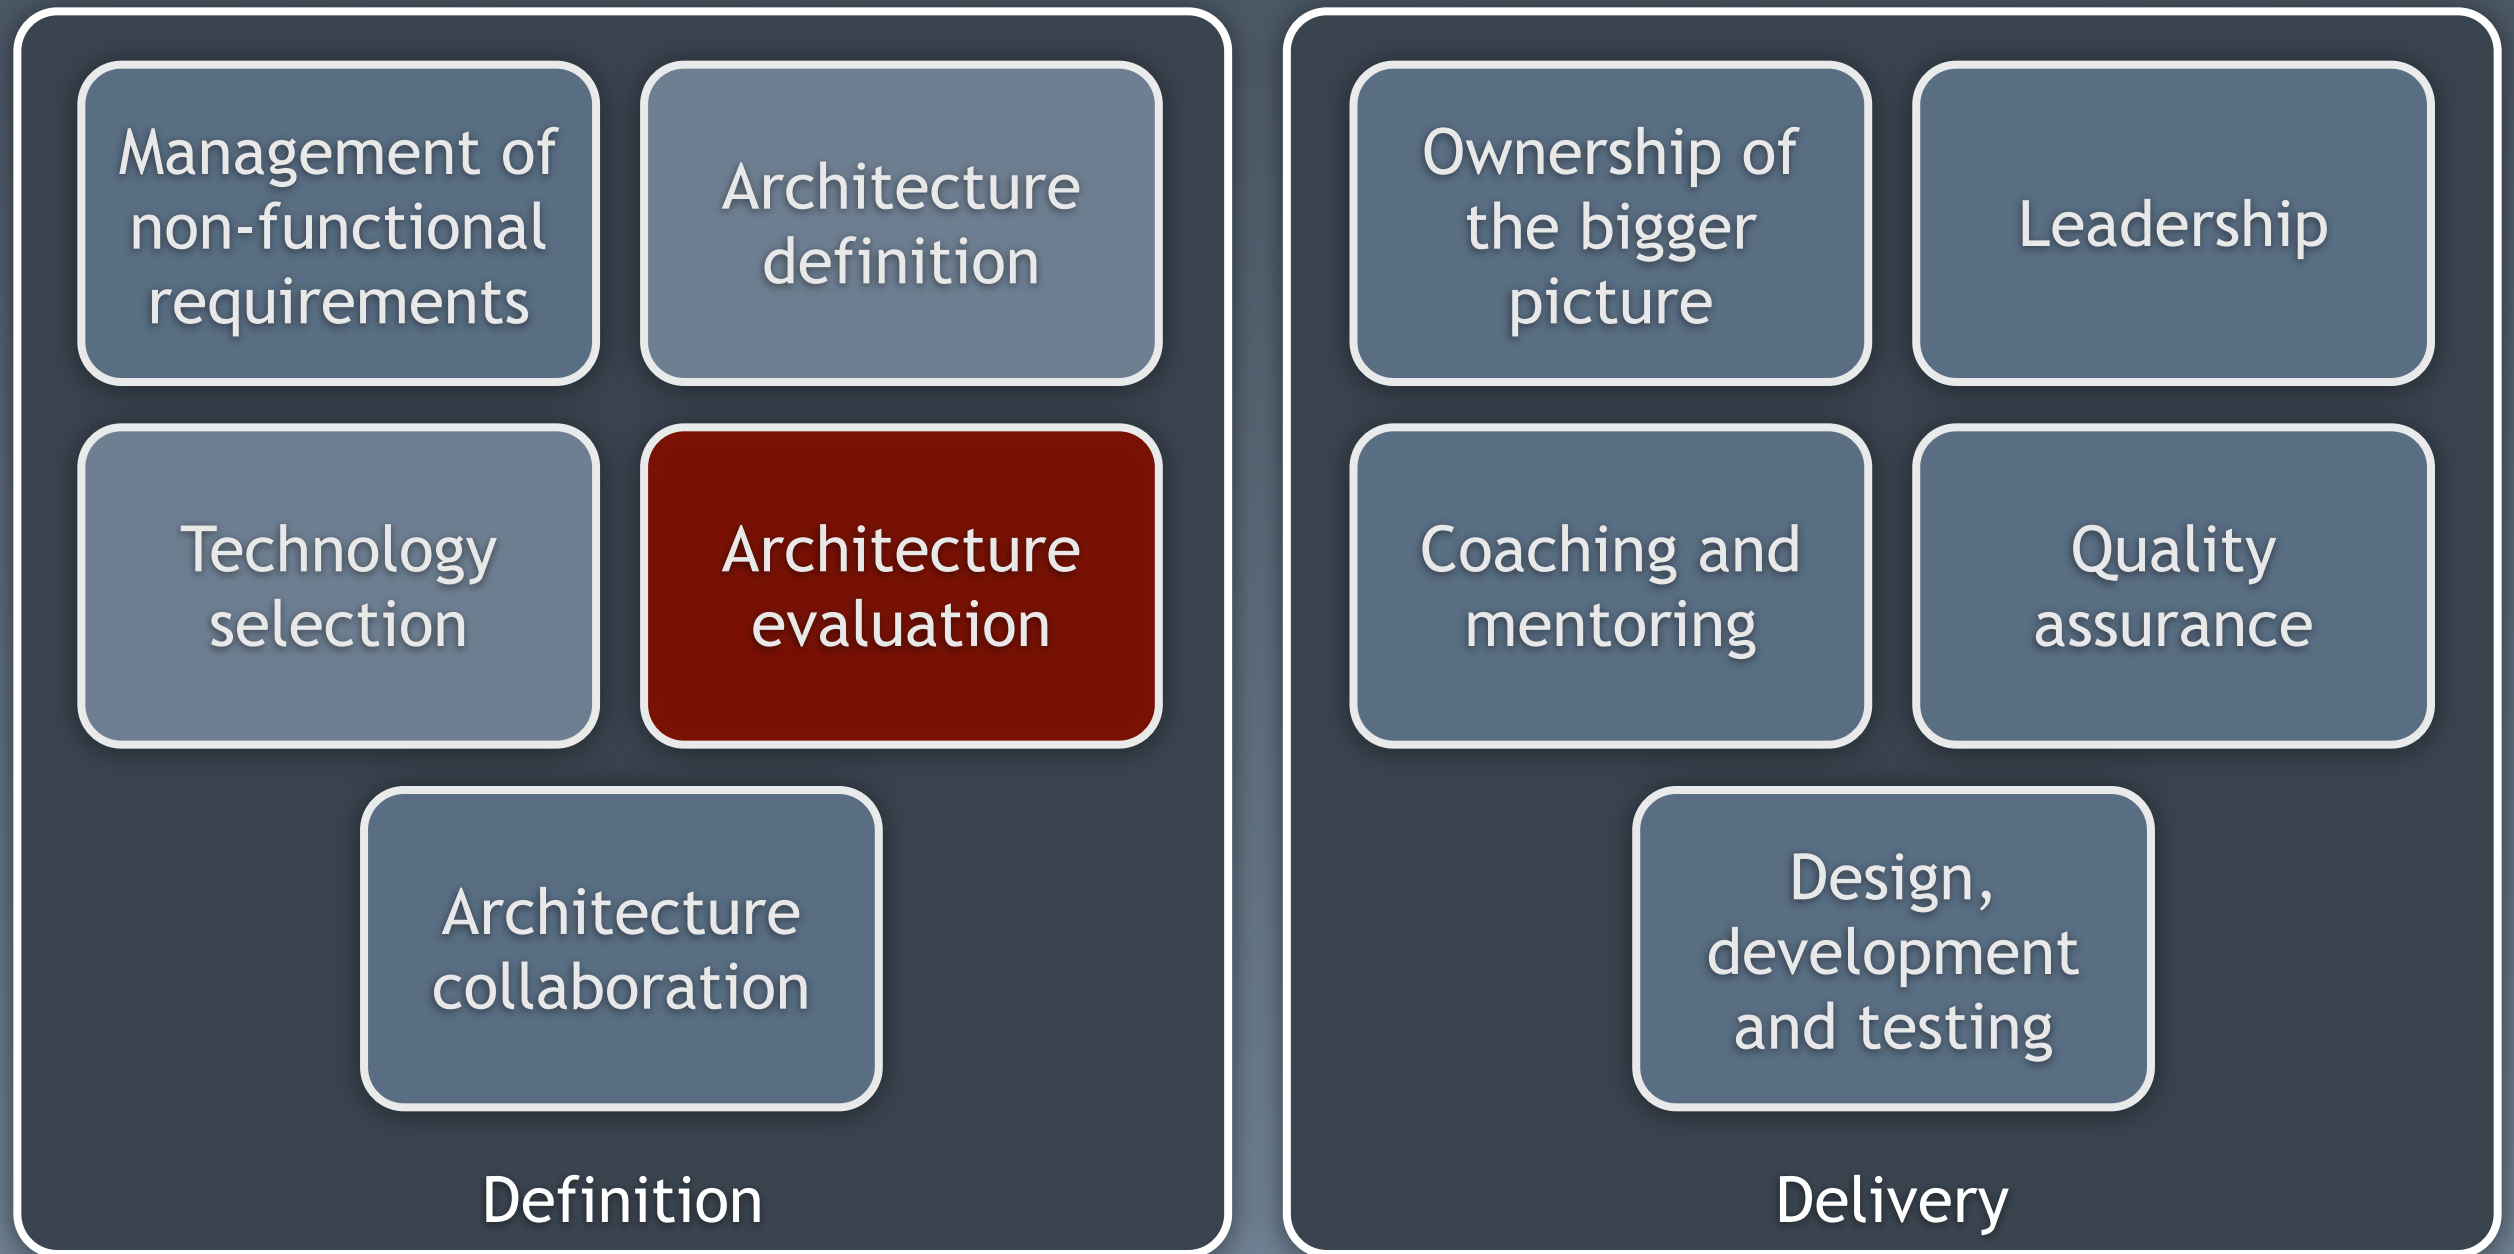 Management of
non-functional
requirements
Architecture
definition
Technology
selection
Architecture
evaluation
Architecture
collaboration
Definition
Ownership of
the bigger
picture
Leadership
Coaching and
mentoring
Quality
assurance
Design,
development
and testing
Delivery